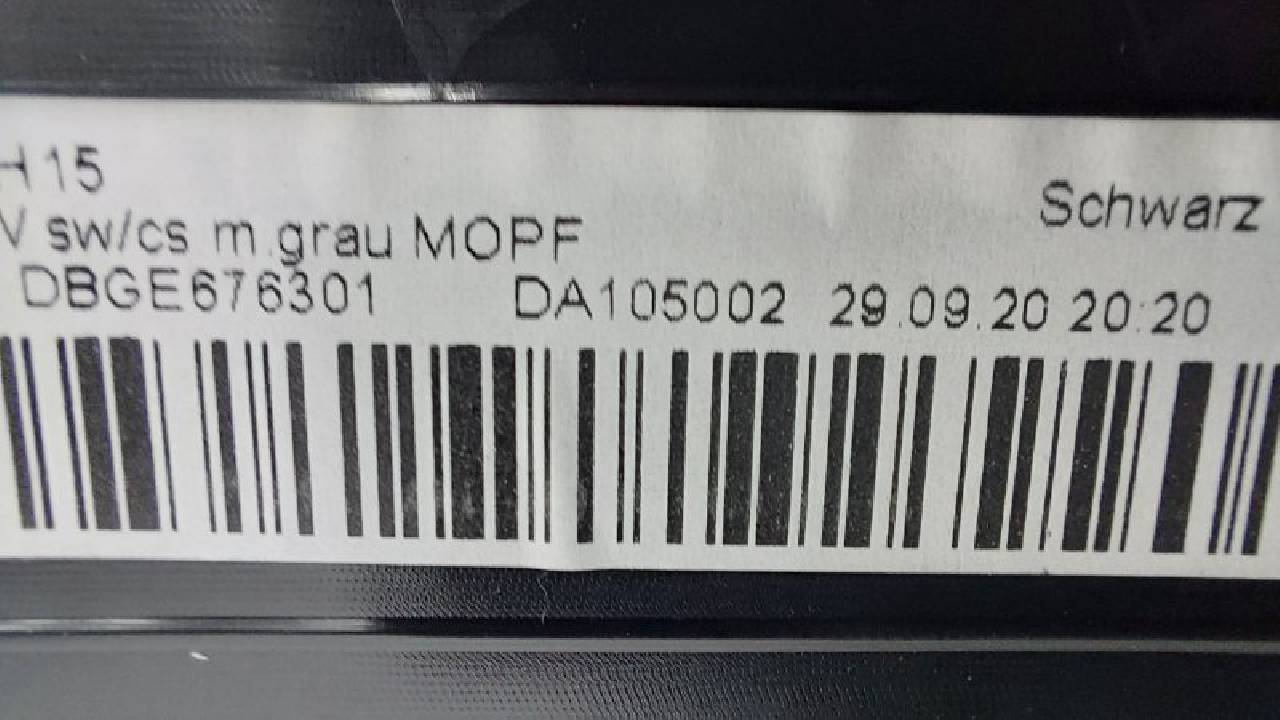 H15
Schwarz
V sw/cs m.grau MOPF
DBGE676301 DA105002 29.09.20 20:20